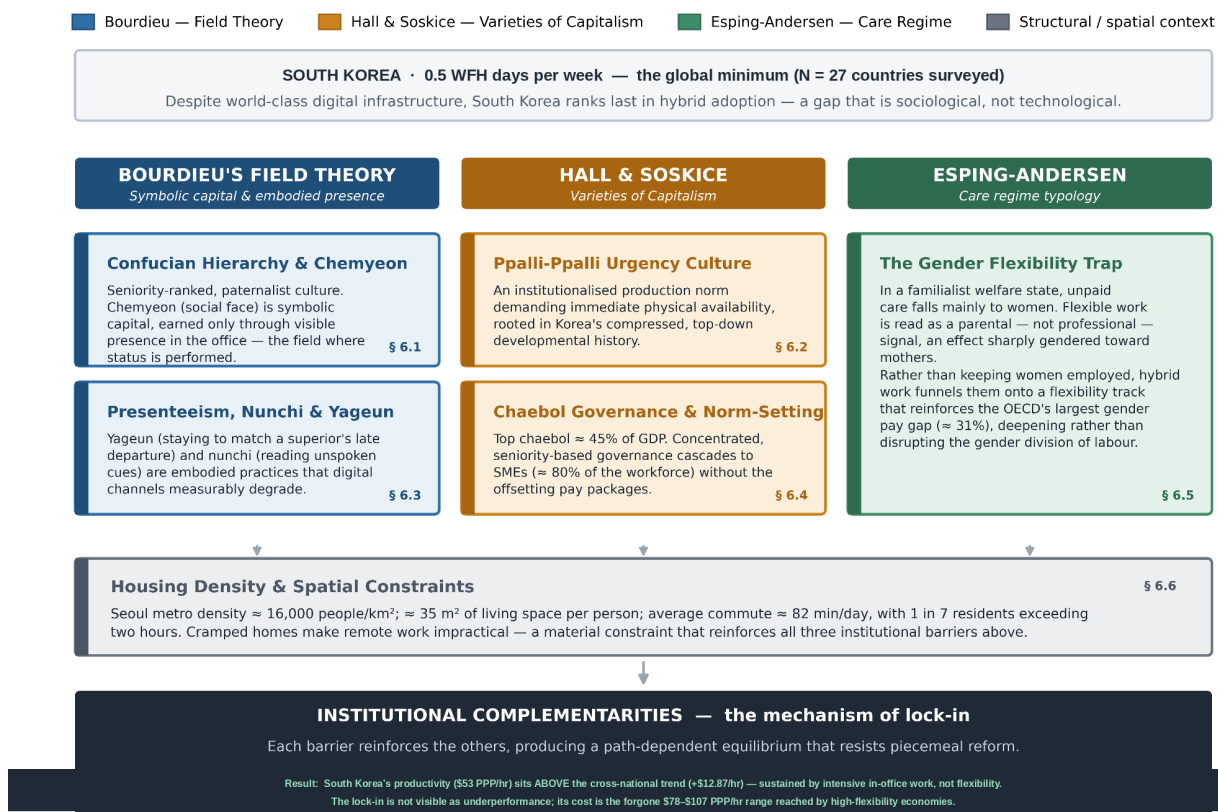 Bourdieu — Field Theory
Hall & Soskice — Varieties of Capitalism
Esping-Andersen — Care Regime
Structural / spatial context
SOUTH KOREA · 0.5 WFH days per week — the global minimum (N = 27 countries surveyed)
Despite world-class digital infrastructure, South Korea ranks last in hybrid adoption — a gap that is sociological, not technological.
BOURDIEU'S FIELD THEORY
Symbolic capital & embodied presence
HALL & SOSKICE
Varieties of Capitalism
ESPING-ANDERSEN
Care regime typology
Confucian Hierarchy & Chemyeon
Seniority-ranked, paternalist culture.
Chemyeon (social face) is symbolic
capital, earned only through visible
presence in the office — the field where
status is performed.
§ 6.1
Ppalli-Ppalli Urgency Culture
An institutionalised production norm
demanding immediate physical availability,
rooted in Korea's compressed, top-down
developmental history.
§ 6.2
The Gender Flexibility Trap
In a familialist welfare state, unpaid
care falls mainly to women. Flexible work
is read as a parental — not professional —
signal, an effect sharply gendered toward
mothers.
Rather than keeping women employed, hybrid
work funnels them onto a flexibility track
that reinforces the OECD's largest gender
pay gap (≈ 31%), deepening rather than
disrupting the gender division of labour.
§ 6.5
Presenteeism, Nunchi & Yageun
Yageun (staying to match a superior's late
departure) and nunchi (reading unspoken
cues) are embodied practices that digital
channels measurably degrade.
§ 6.3
Chaebol Governance & Norm-Setting
Top chaebol ≈ 45% of GDP. Concentrated,
seniority-based governance cascades to
SMEs (≈ 80% of the workforce) without the
offsetting pay packages.
§ 6.4
Housing Density & Spatial Constraints
§ 6.6
Seoul metro density ≈ 16,000 people/km²; ≈ 35 m² of living space per person; average commute ≈ 82 min/day, with 1 in 7 residents exceeding
two hours. Cramped homes make remote work impractical — a material constraint that reinforces all three institutional barriers above.
INSTITUTIONAL COMPLEMENTARITIES — the mechanism of lock-in
Each barrier reinforces the others, producing a path-dependent equilibrium that resists piecemeal reform.
Result: South Korea's productivity ($53 PPP/hr) sits ABOVE the cross-national trend (+$12.87/hr) — sustained by intensive in-office work, not flexibility.
The lock-in is not visible as underperformance; its cost is the forgone $78–$107 PPP/hr range reached by high-flexibility economies.